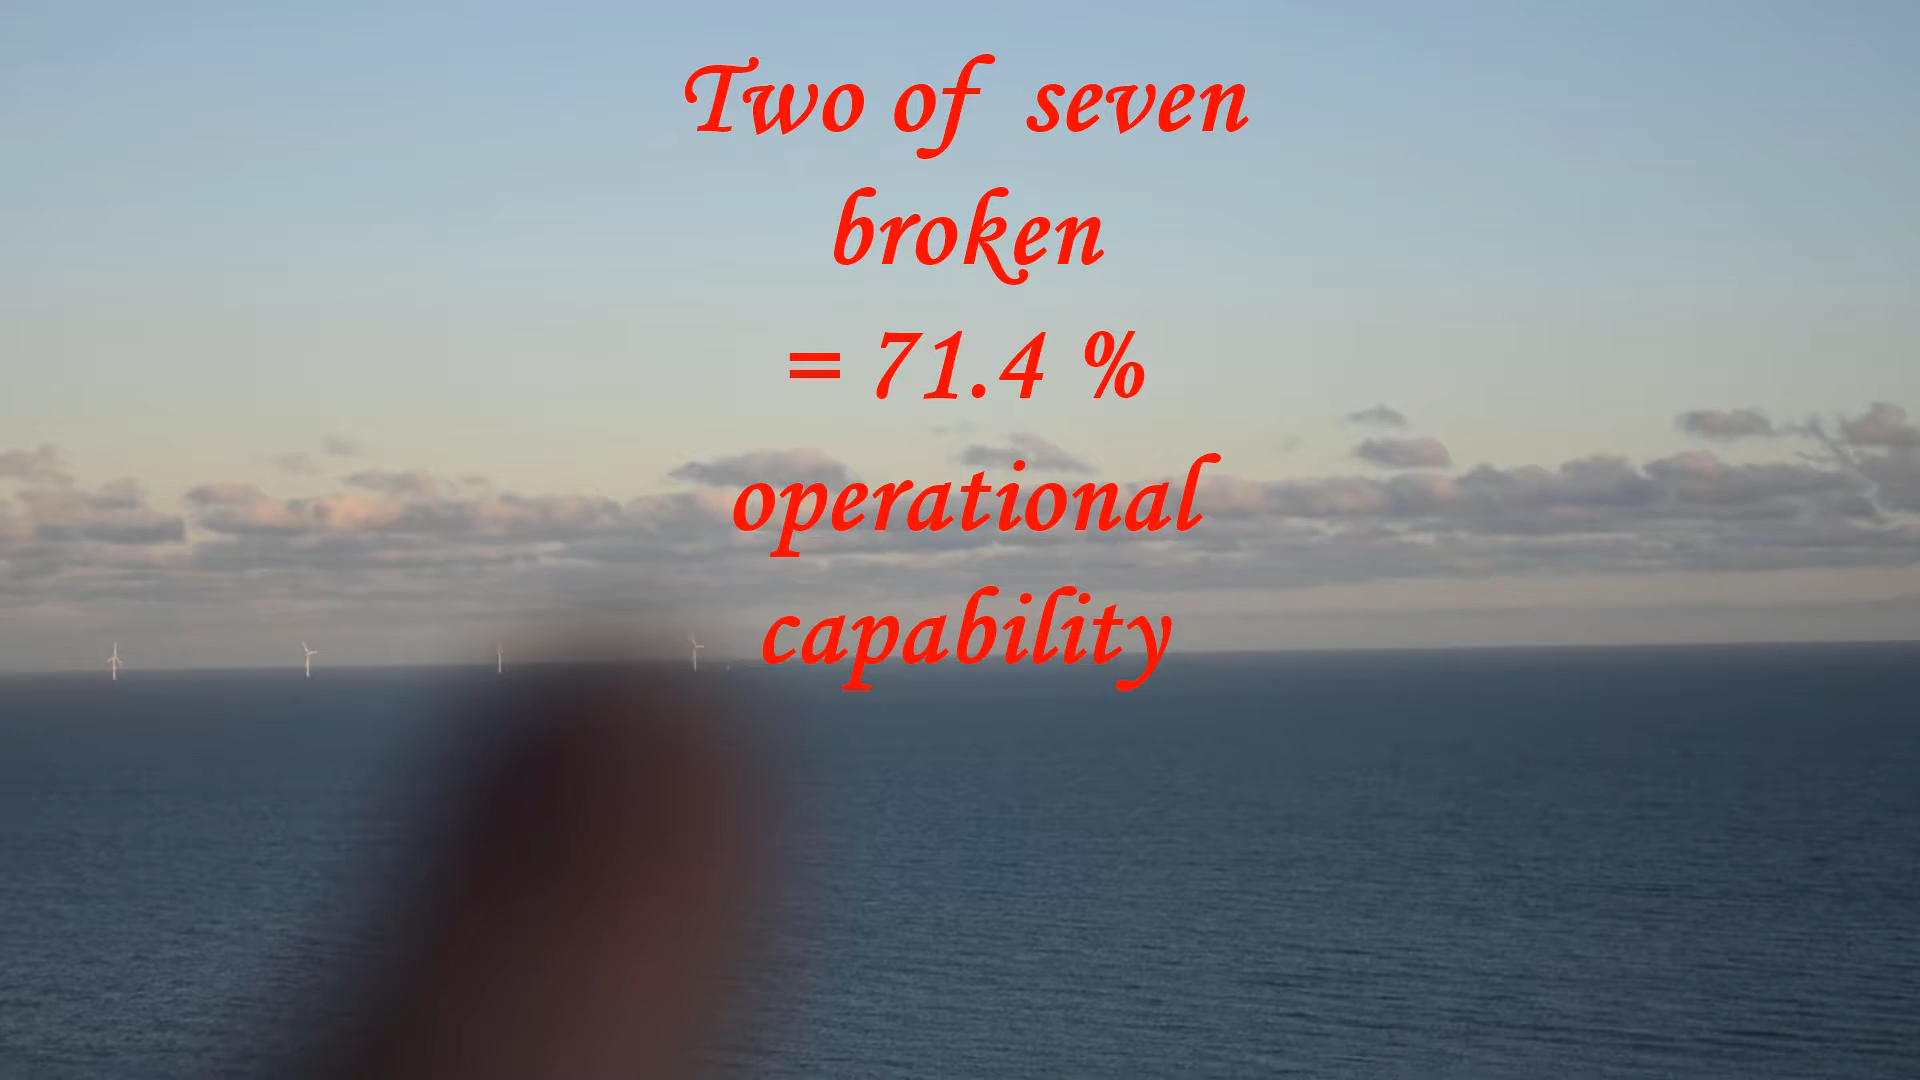 Two of seven
broken
= 71.4 %
operational
capability